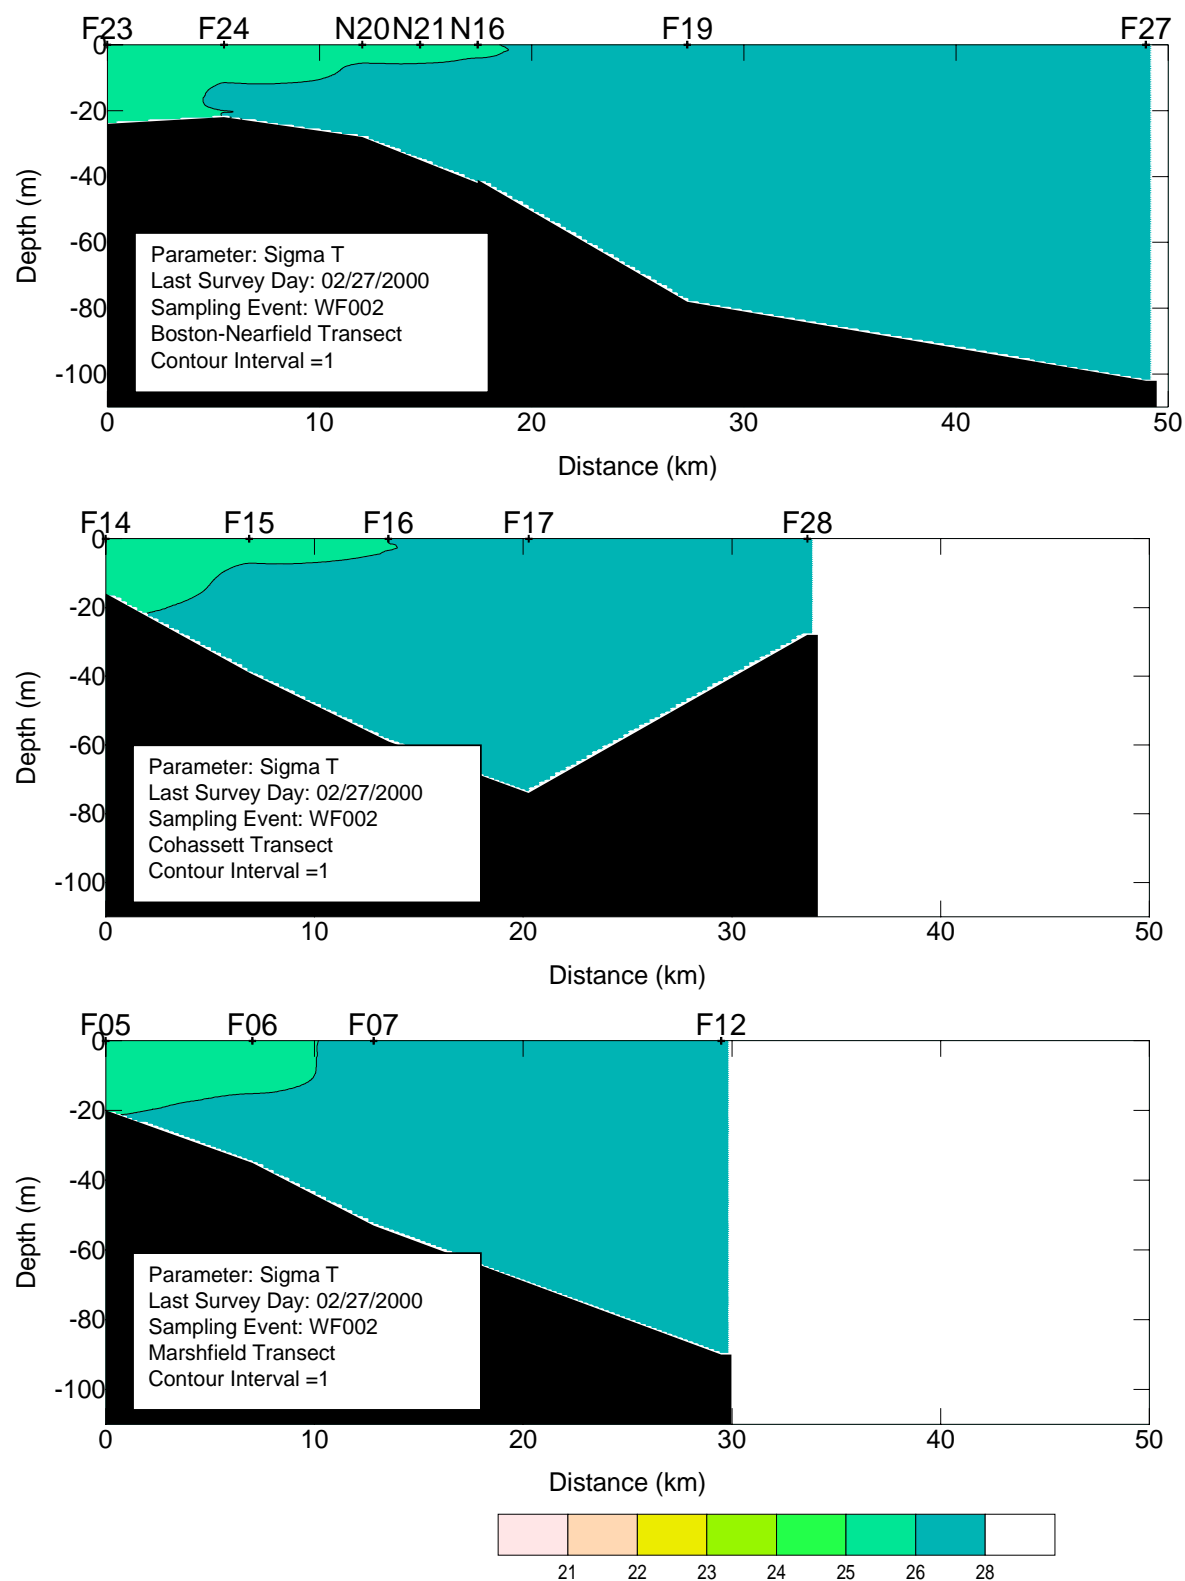 F23 F24 N20 N21 N16 F19 F27
0
-20
-40
-60
-80
-100
Depth (m)
Parameter: Sigma T
Last Survey Day: 02/27/2000
Sampling Event: WF002
Boston-Nearfield Transect
Contour Interval =1
0 10 20 30 40 50
Distance (km)
F14 F15 F16 F17 F28
0
-20
-40
-60
-80
-100
Depth (m)
Parameter: Sigma T
Last Survey Day: 02/27/2000
Sampling Event: WF002
Cohassett Transect
Contour Interval =1
0 10 20 30 40 50
Distance (km)
F05 F06 F07 F12
0
-20
-40
-60
-80
-100
Depth (m)
Parameter: Sigma T
Last Survey Day: 02/27/2000
Sampling Event: WF002
Marshfield Transect
Contour Interval =1
0 10 20 30 40 50
Distance (km)
21 22 23 24 25 26 28